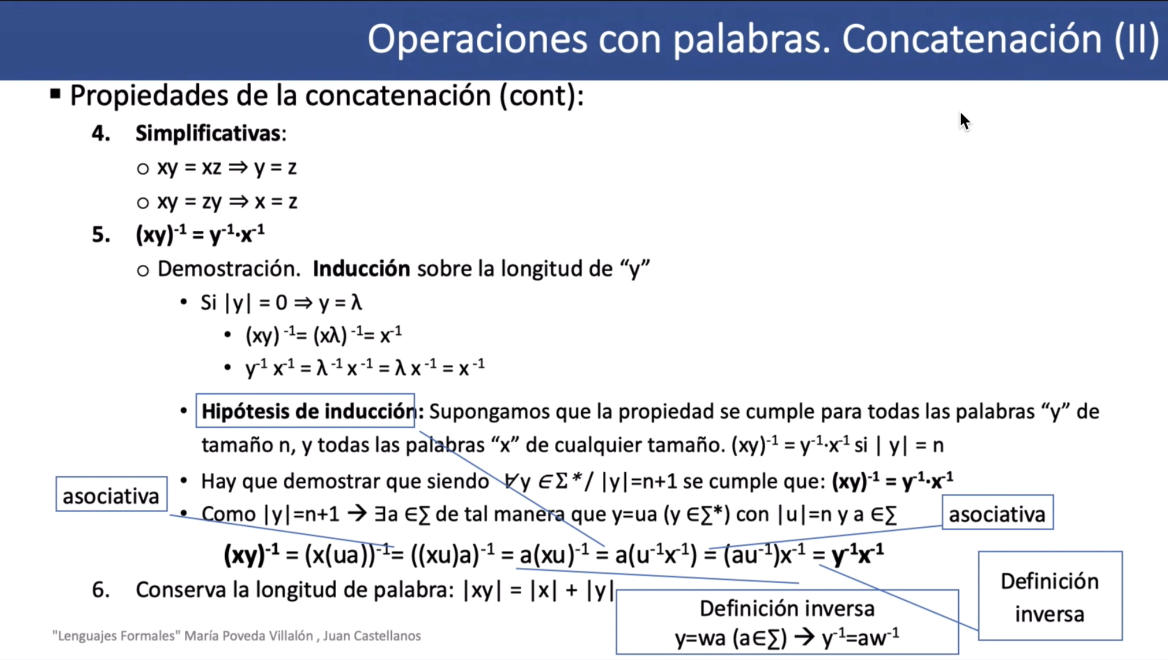 Operaciones con palabras. Concatenación (II)
▪ Propiedades de la concatenación (cont):
4. Simplificativas:
○ xy = xz ⇒ y = z
○ xy = zy ⇒ x = z
5. (xy)⁻¹ = y⁻¹·x⁻¹
○ Demostración. Inducción sobre la longitud de “y”
• Si |y| = 0 ⇒ y = λ
• (xy) ⁻¹= (xλ) ⁻¹= x⁻¹
• y⁻¹ x⁻¹ = λ ⁻¹ x ⁻¹ = λ x ⁻¹ = x ⁻¹
• Hipótesis de inducción: Supongamos que la propiedad se cumple para todas las palabras “y” de
tamaño n, y todas las palabras “x” de cualquier tamaño. (xy)⁻¹ = y⁻¹·x⁻¹ si | y| = n
• Hay que demostrar que siendo ∀y ∈Σ*/ |y|=n+1 se cumple que: (xy)⁻¹ = y⁻¹·x⁻¹
asociativa
• Como |y|=n+1 → ∃a ∈∑ de tal manera que y=ua (y ∈∑*) con |u|=n y a ∈∑
asociativa
(xy)⁻¹ = (x(ua))⁻¹= ((xu)a)⁻¹ = a(xu)⁻¹ = a(u⁻¹x⁻¹) = (au⁻¹)x⁻¹ = y⁻¹x⁻¹
6. Conserva la longitud de palabra: |xy| = |x| + |y|
Definición
inversa
Definición inversa
y=wa (a∈∑) → y⁻¹=aw⁻¹
"Lenguajes Formales" María Poveda Villalón , Juan Castellanos